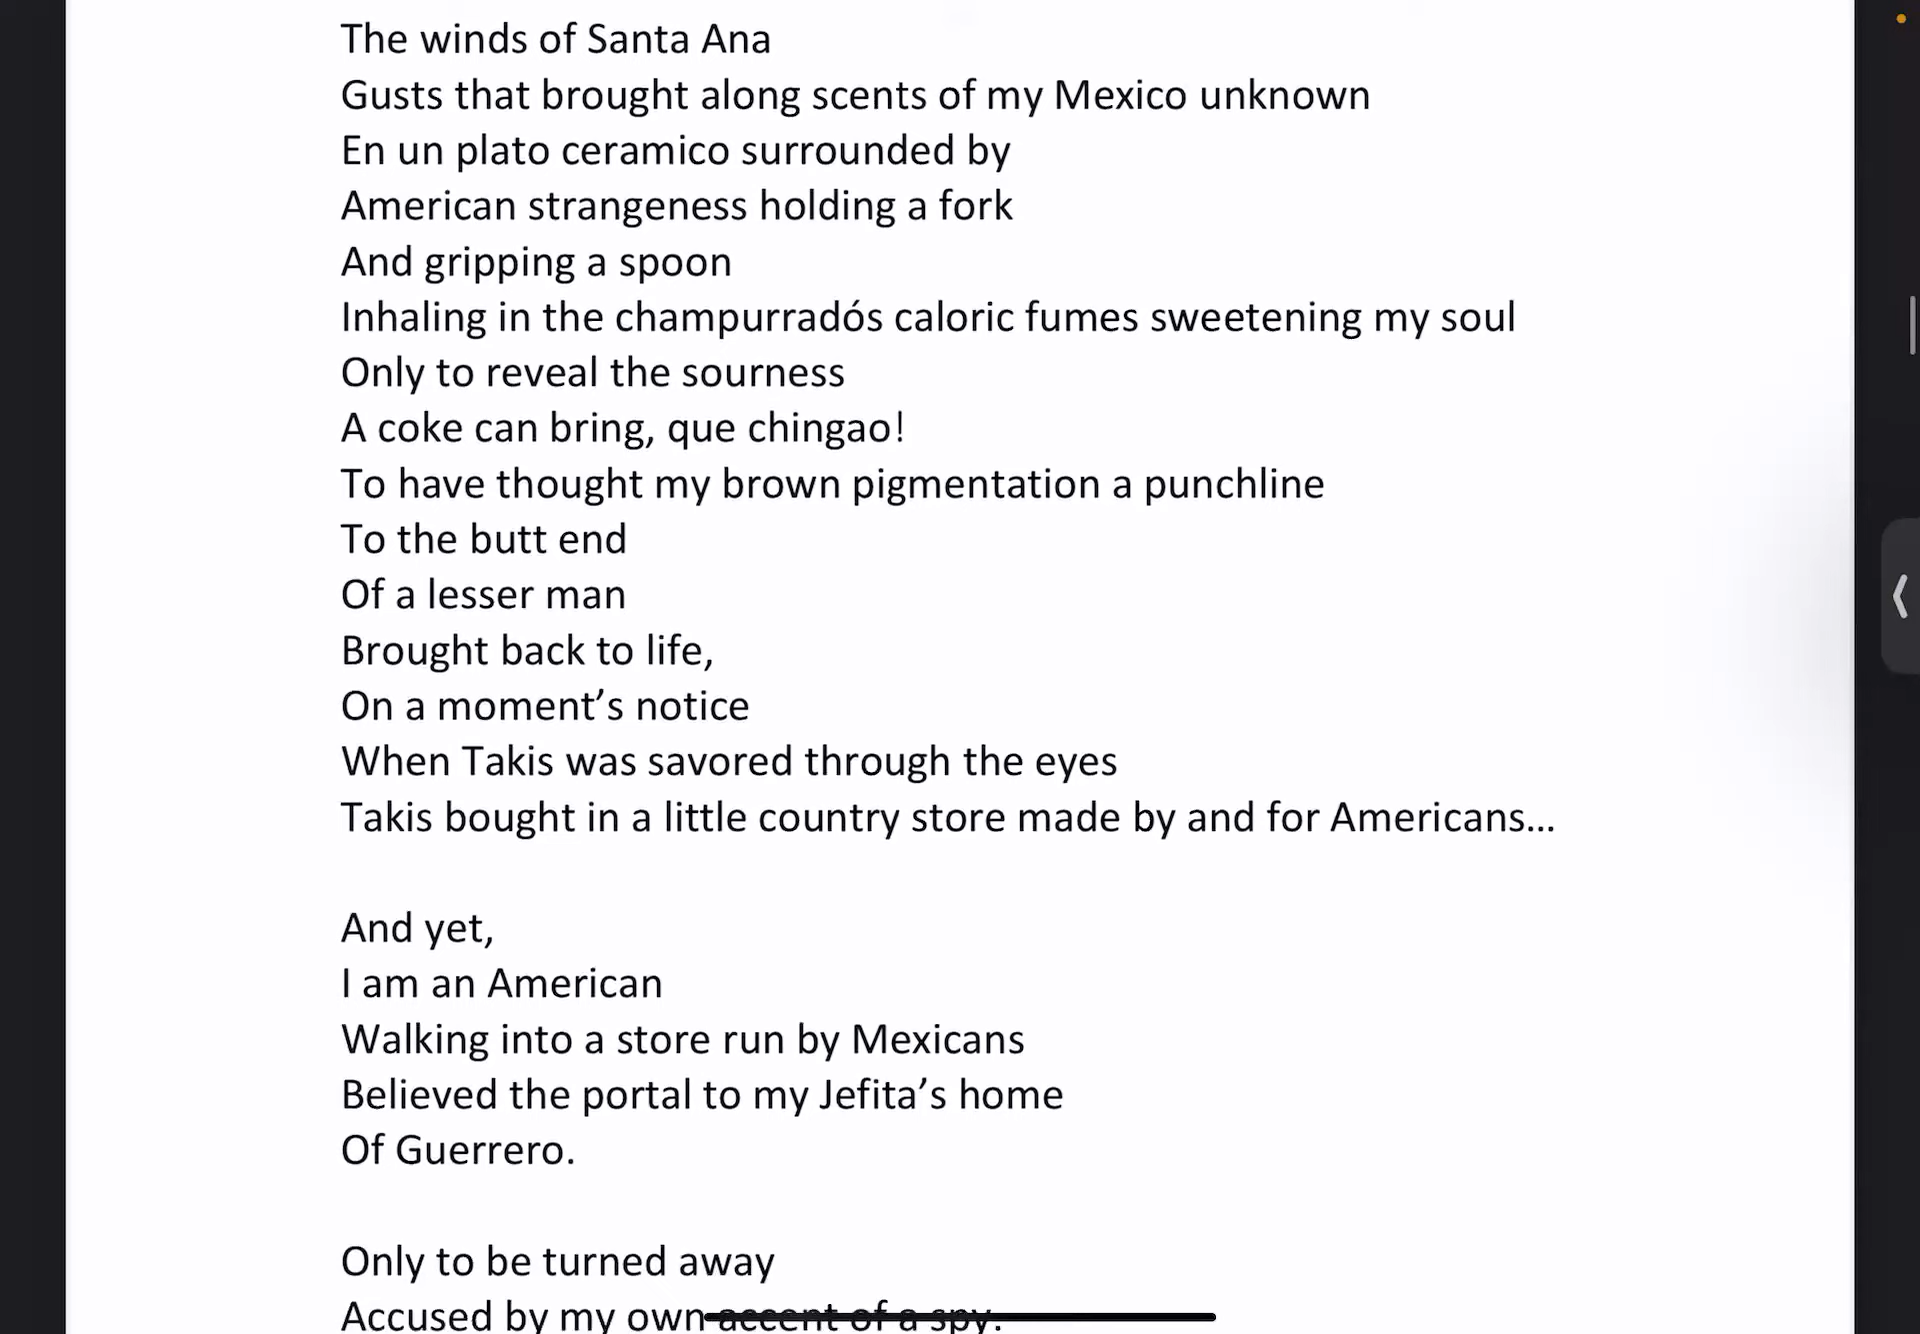 The winds of Santa Ana
Gusts that brought along scents of my Mexico unknown
En un plato ceramico surrounded by
American strangeness holding a fork
And gripping a spoon
Inhaling in the champurradós caloric fumes sweetening my soul
Only to reveal the sourness
A coke can bring, que chingao!
To have thought my brown pigmentation a punchline
To the butt end
Of a lesser man
Brought back to life,
On a moment’s notice
When Takis was savored through the eyes
Takis bought in a little country store made by and for Americans...
And yet,
I am an American
Walking into a store run by Mexicans
Believed the portal to my Jefita’s home
Of Guerrero.
Only to be turned away
Accused by my own accent of a spy.